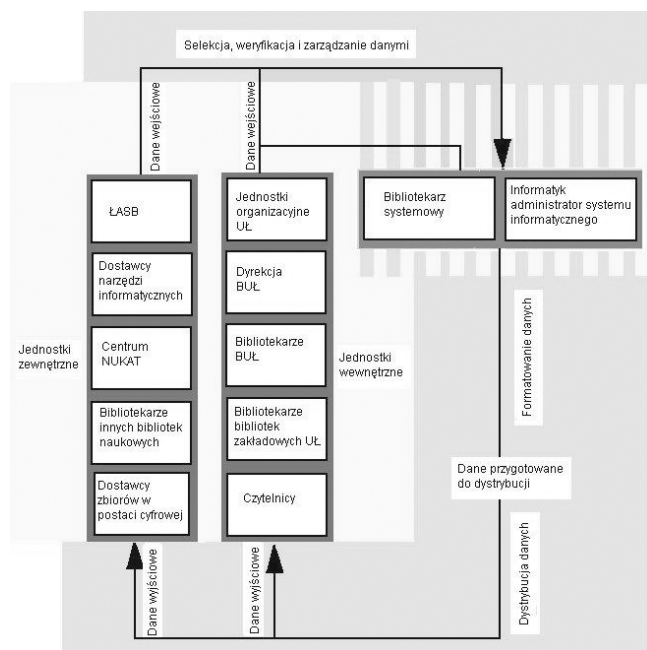 Selekcja, weryfikacja i zarządzanie danymi
Dane wejściowe
Dane wejściowe
ŁASB
Dostawcy
narzędzi
informatycznych
Centrum
NUKAT
Bibliotekarze
innych bibliotek
naukowych
Dostawcy
zbiorów w
postaci cyfrowej
Jednostki
zewnętrzne
Jednostki
organizacyjne
UŁ
Dyrekcja
BUŁ
Bibliotekarze
BUŁ
Bibliotekarze
bibliotek
zakładowych UŁ
Czytelnicy
Jednostki
wewnętrzne
Bibliotekarz
systemowy
Informatyk
administrator systemu
informatycznego
Formatowanie danych
Dane przygotowane
do dystrybucji
Dystrybucja danych
Dane wyjściowe
Dane wyjściowe